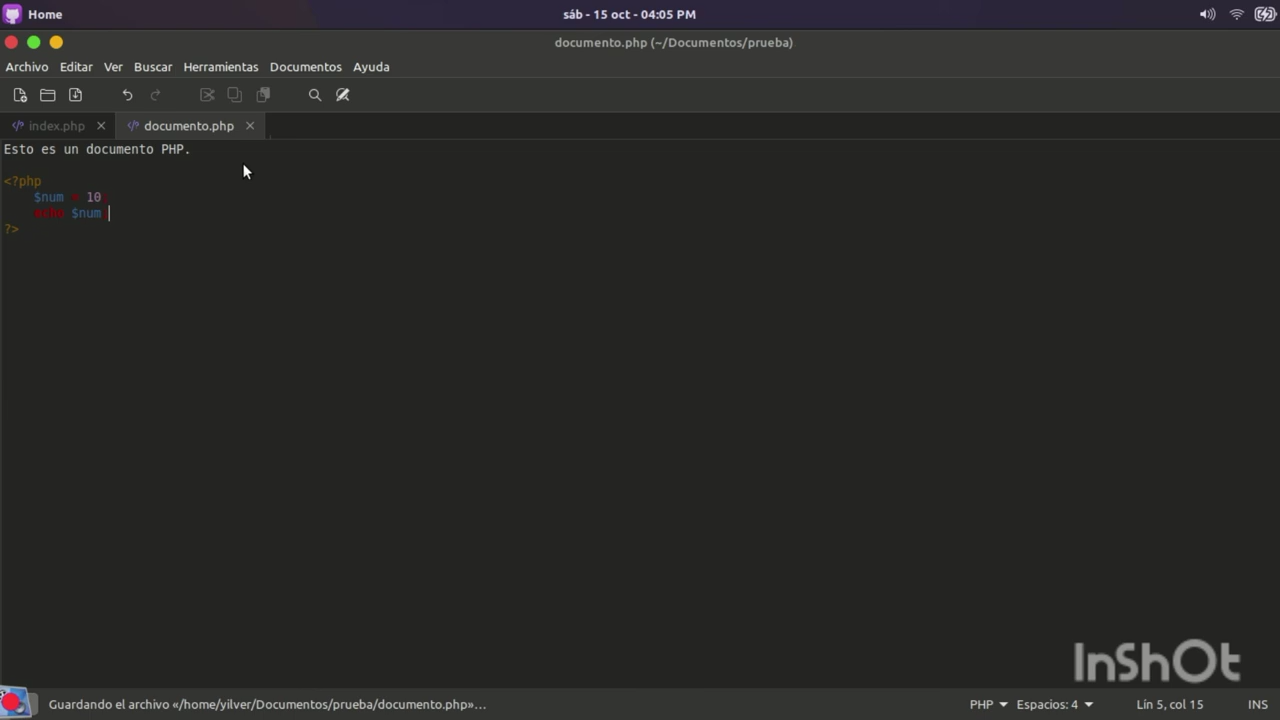 Home
sáb - 15 oct - 04:05 PM
documento.php (~/Documentos/prueba)
Archivo Editar Ver Buscar Herramientas Documentos Ayuda
index.php documento.php
Esto es un documento PHP.
<?php
$num = 10;
echo $num;
?>
InShOt
Guardando el archivo «/home/yilver/Documentos/prueba/documento.php»… PHP Espacios: 4 Lin 5, col 15 INS